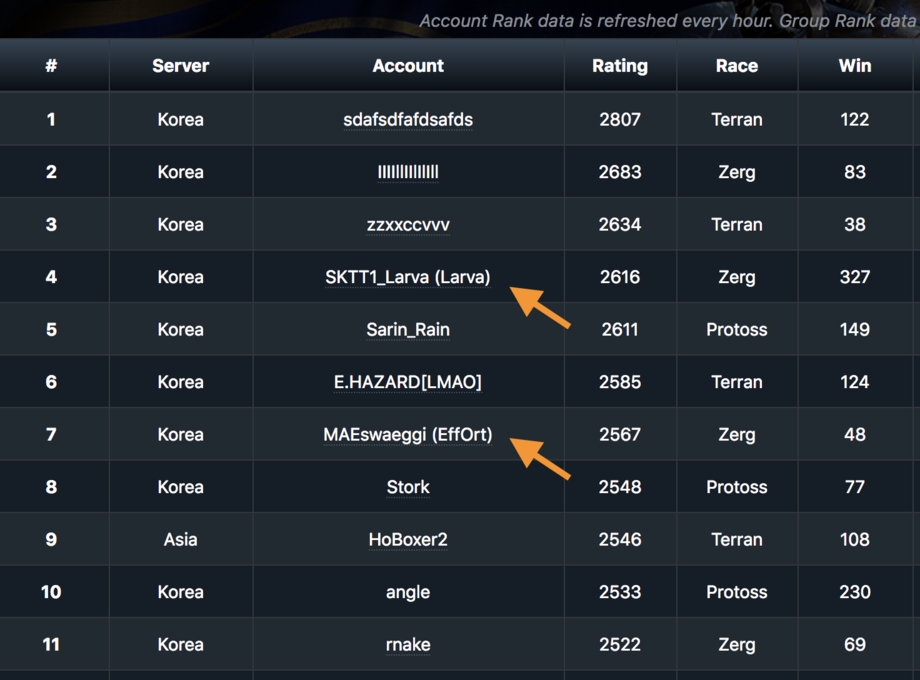 Account Rank data is refreshed every hour. Group Rank data
# Server Account Rating Race Win
1 Korea sdafsdfafdsafds 2807 Terran 122
2 Korea llllllllllllll 2683 Zerg 83
3 Korea zzxxccvvv 2634 Terran 38
4 Korea SKTT1_Larva (Larva) 2616 Zerg 327
5 Korea Sarin_Rain 2611 Protoss 149
6 Korea E.HAZARD[LMAO] 2585 Terran 124
7 Korea MAEswaeggi (EffOrt) 2567 Zerg 48
8 Korea Stork 2548 Protoss 77
9 Asia HoBoxer2 2546 Terran 108
10 Korea angle 2533 Protoss 230
11 Korea rnake 2522 Zerg 69